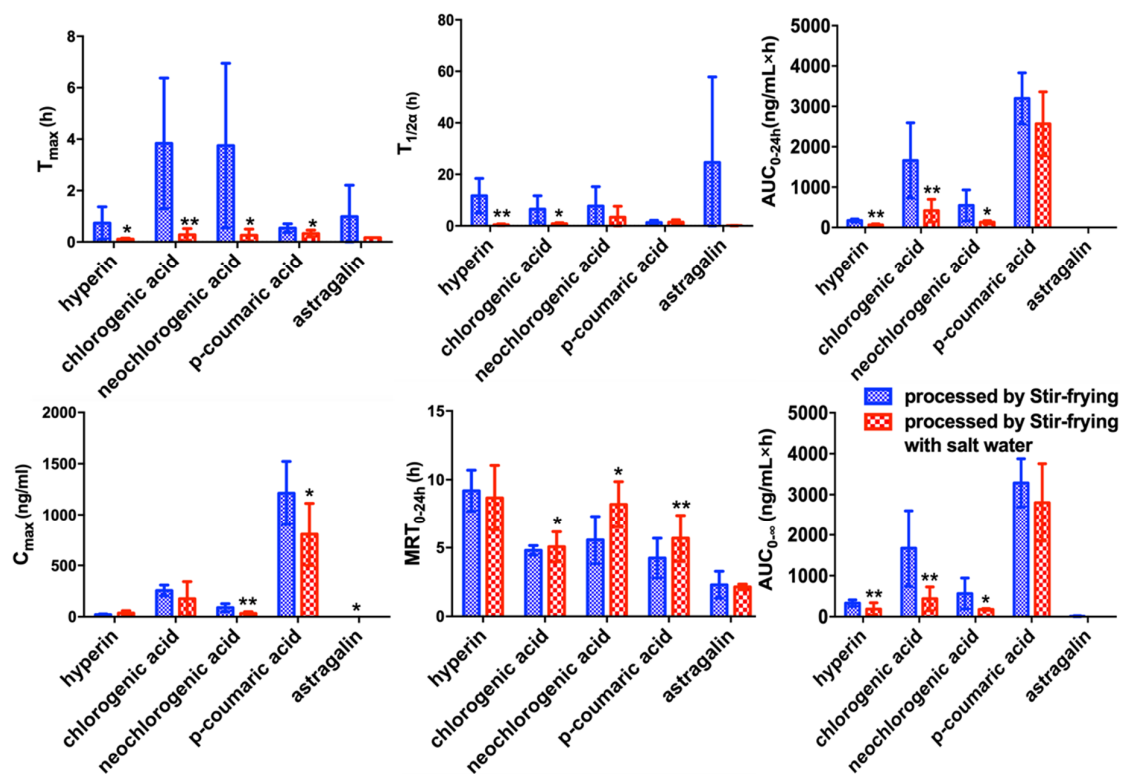 8
6
4
2
0
Tmax (h)
*
**
*
*
hyperin
chlorogenic acid
neochlorogenic acid
p-coumaric acid
astragalin
80
60
40
20
0
T1/2α (h)
**
*
hyperin
chlorogenic acid
neochlorogenic acid
p-coumaric acid
astragalin
5000
4000
3000
2000
1000
0
AUC0-24h(ng/mL×h)
**
**
*
hyperin
chlorogenic acid
neochlorogenic acid
p-coumaric acid
astragalin
2000
1500
1000
500
0
Cmax (ng/ml)
**
*
*
hyperin
chlorogenic acid
neochlorogenic acid
p-coumaric acid
astragalin
15
10
5
0
MRT0-24h (h)
*
*
**
hyperin
chlorogenic acid
neochlorogenic acid
p-coumaric acid
astragalin
5000
4000
3000
2000
1000
0
AUC0-∞ (ng/mL×h)
processed by Stir-frying
processed by Stir-frying
with salt water
**
**
*
hyperin
chlorogenic acid
neochlorogenic acid
p-coumaric acid
astragalin